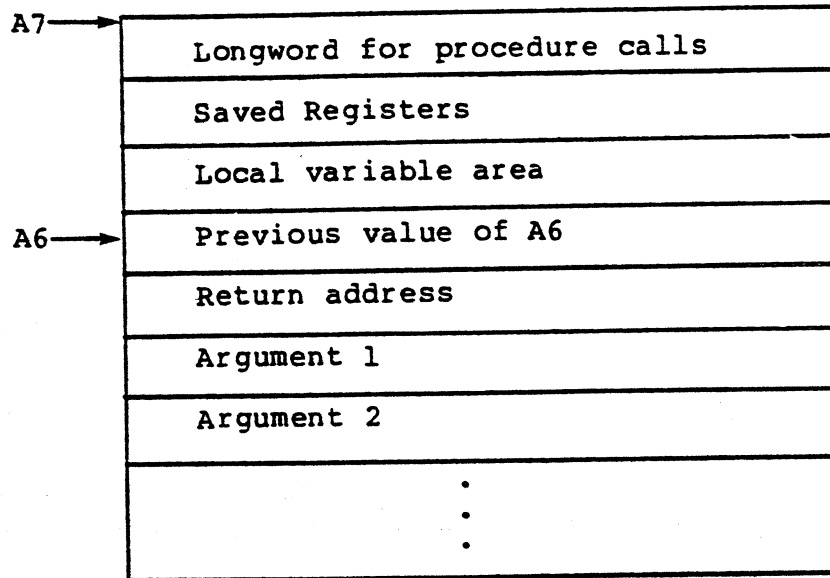 A7
Longword for procedure calls
Saved Registers
Local variable area
A6
Previous value of A6
Return address
Argument 1
Argument 2
.
.
.